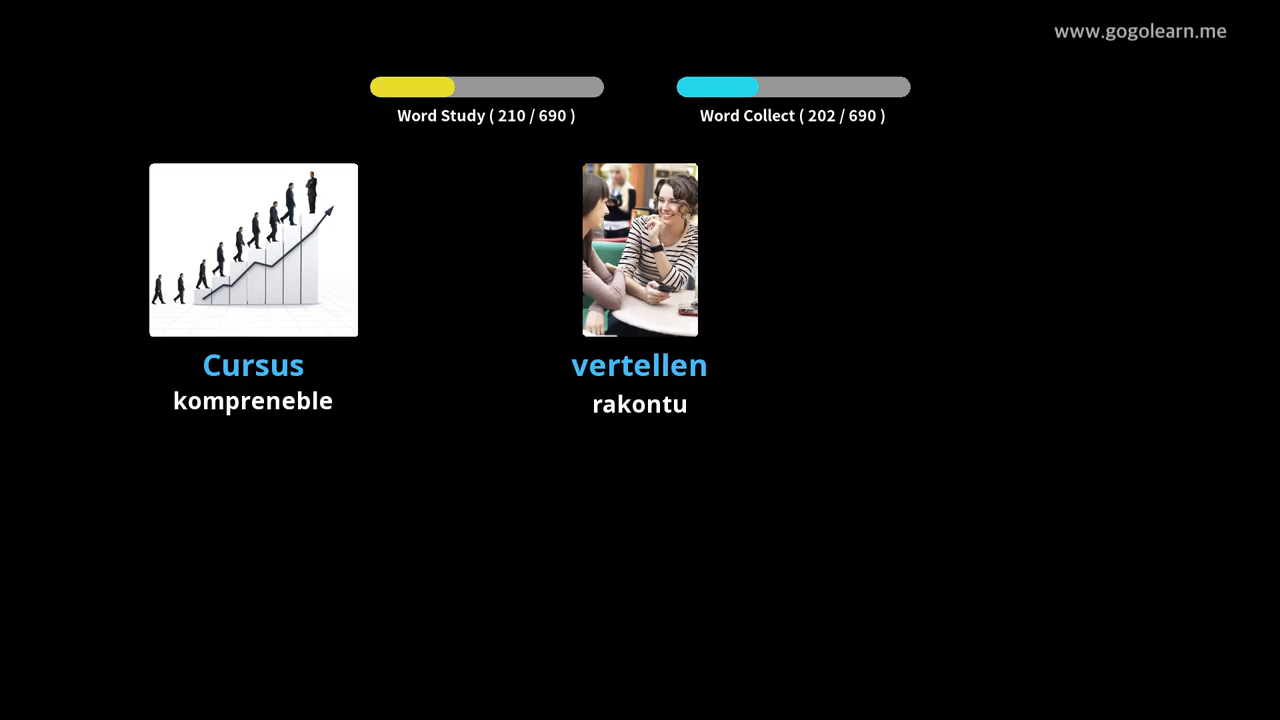 www.gogolearn.me
Word Study ( 210 / 690 )
Word Collect ( 202 / 690 )
Cursus
kompreneble
vertellen
rakontu